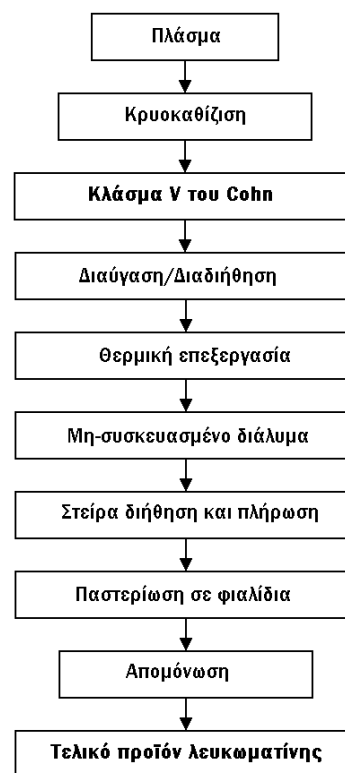 Πλάσμα
Κρυοκαθίζιση
Κλάσμα V του Cohn
Διαύγαση/Διαδιήθηση
Θερμική επεξεργασία
Μη-συσκευασμένο διάλυμα
Στείρα διήθηση και πλήρωση
Παστερίωση σε φιαλίδια
Απομόνωση
Τελικό προϊόν λευκωματίνης